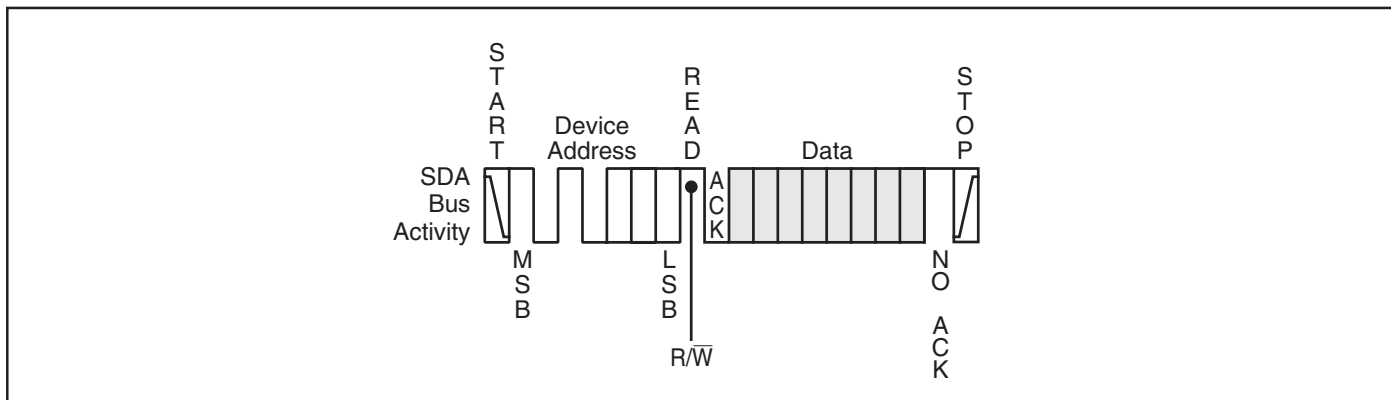 START
Device
Address
READ
Data
STOP
SDA
Bus
Activity
ACK
MSB
LSB
R/W̅
NO ACK